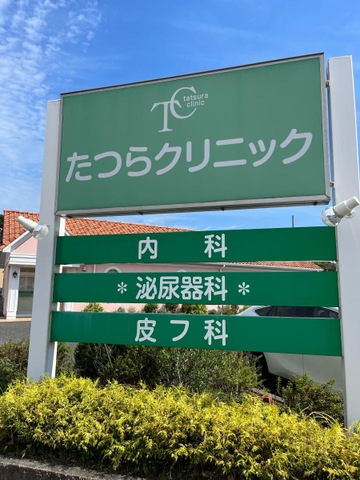 TC
tatsura
clinic
たつらクリニック
内科
*泌尿器科*
皮フ科